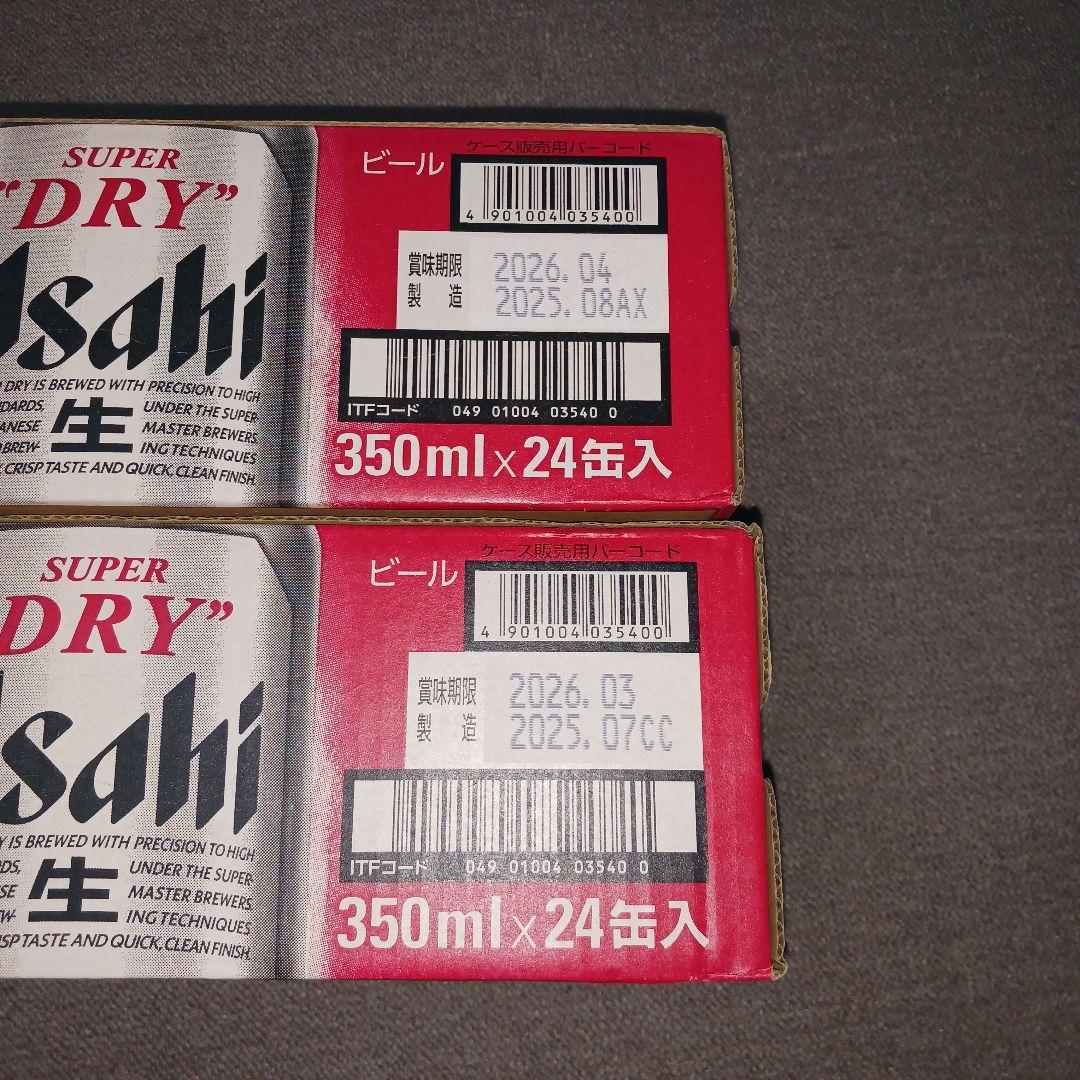 SUPER
"DRY"
Asahi
DRY IS BREWED WITH PRECISION TO HIGH
UNDER THE SUPER-
生
MASTER BREWERS
ING TECHNIQUES
CRISP TASTE AND QUICK, CLEAN FINISH.
ビール
ケース販売用バーコード
4 901004 035400
賞味期限 2026.04
製造 2025.08AX
ITFコード 049 01004 03540 0
350ml×24缶入
SUPER
DRY"
Asahi
IS BREWED WITH PRECISION TO HIGH
UNDER THE SUPER-
生
MASTER BREWERS
ING TECHNIQUES
TASTE AND QUICK, CLEAN FINISH.
ビール
ケース販売用バーコード
4 901004 035400
賞味期限 2026.03
製造 2025.07CC
ITFコード 049 01004 03540 0
350ml×24缶入